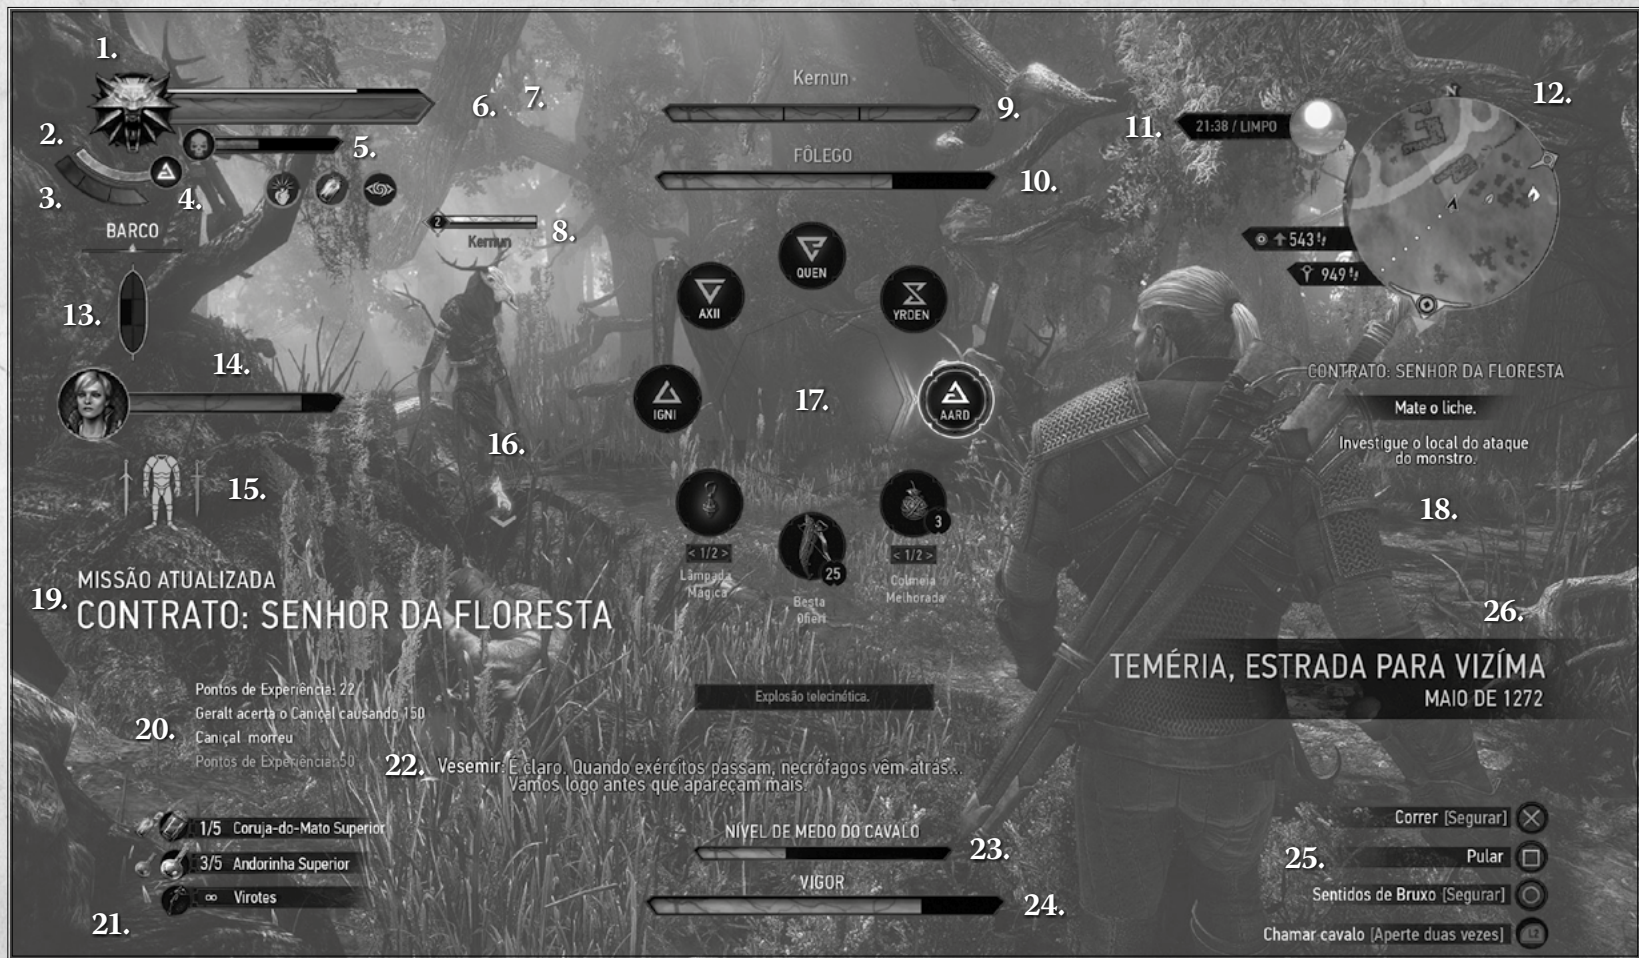 1.
Kernun
6.
7.
9.
12.
N
11.
21:38 / LIMPO
2.
5.
FÔLEGO
10.
3.
4.
BARCO
2
Kernun
8.
QUEN
AXII
YRDEN
543
949
13.
14.
17.
IGNI
AARD
CONTRATO: SENHOR DA FLORESTA
Mate o liche.
Investigue o local do ataque
do monstro.
16.
15.
18.
3
< 1/2 >
Lâmpada
Mágica
25
Besta
Ofieri
< 1/2 >
Colmeia
Melhorada
19.
MISSÃO ATUALIZADA
CONTRATO: SENHOR DA FLORESTA
26.
TEMÉRIA, ESTRADA PARA VIZÍMA
MAIO DE 1272
20.
Pontos de Experiência: 22
Geralt acerta o Caniçal causando 150
Caniçal morreu
Pontos de Experiência: 50
Explosão telecinética.
22.
Vesemir: É claro. Quando exércitos passam, necrófagos vêm atrás...
Vamos logo antes que apareçam mais.
21.
1/5 Coruja-do-Mato Superior
3/5 Andorinha Superior
∞ Virotes
NÍVEL DE MEDO DO CAVALO
23.
VIGOR
24.
25.
Correr [Segurar]
Pular
Sentidos de Bruxo [Segurar]
Chamar cavalo [Aperte duas vezes] L2